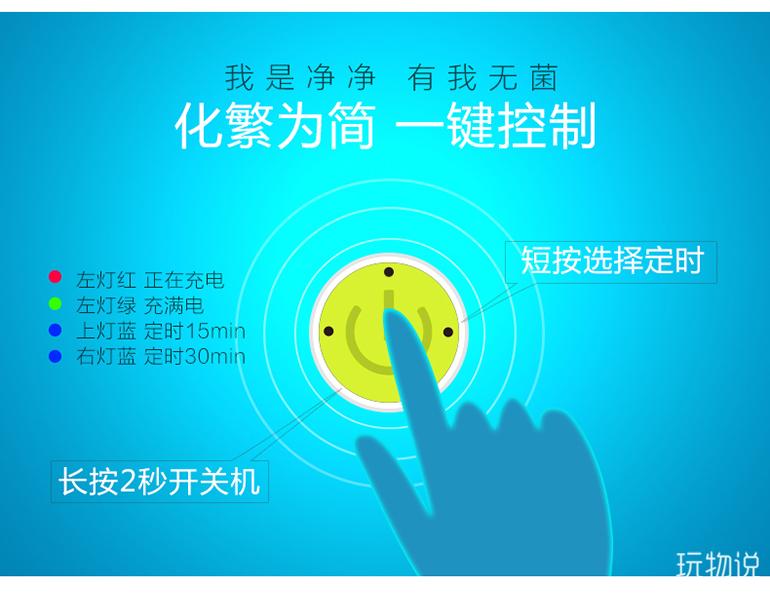 我是净净 有我无菌
化繁为简 一键控制
短按选择定时
左灯红 正在充电
左灯绿 充满电
上灯蓝 定时15min
右灯蓝 定时30min
长按2秒开关机
玩物说